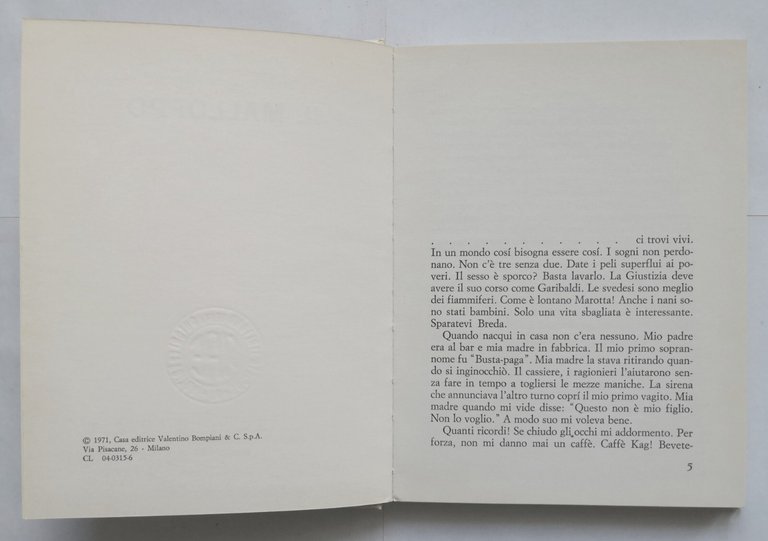 © 1971, Casa editrice Valentino Bompiani & C. S.p.A.
Via Pisacane, 26 - Milano
CL 04-0315-6
. . . . . . . . . . . ci trovi vivi.
In un mondo cosí bisogna essere cosí. I sogni non perdo-
nano. Non c'è tre senza due. Date i peli superflui ai po-
veri. Il sesso è sporco? Basta lavarlo. La Giustizia deve
avere il suo corso come Garibaldi. Le svedesi sono meglio
dei fiammiferi. Come è lontano Marotta! Anche i nani so-
no stati bambini. Solo una vita sbagliata è interessante.
Sparatevi Breda.
Quando nacqui in casa non c'era nessuno. Mio padre
era al bar e mia madre in fabbrica. Il mio primo sopran-
nome fu "Busta-paga". Mia madre la stava ritirando quan-
do si inginocchiò. Il cassiere, i ragionieri l'aiutarono sen-
za fare in tempo a togliersi le mezze maniche. La sirena
che annunciava l'altro turno coprí il mio primo vagito. Mia
madre quando mi vide disse: "Questo non è mio figlio.
Non lo voglio." A modo suo mi voleva bene.
Quanti ricordi! Se chiudo gli occhi mi addormento. Per
forza, non mi danno mai un caffè. Caffè Kag! Bevete-
5